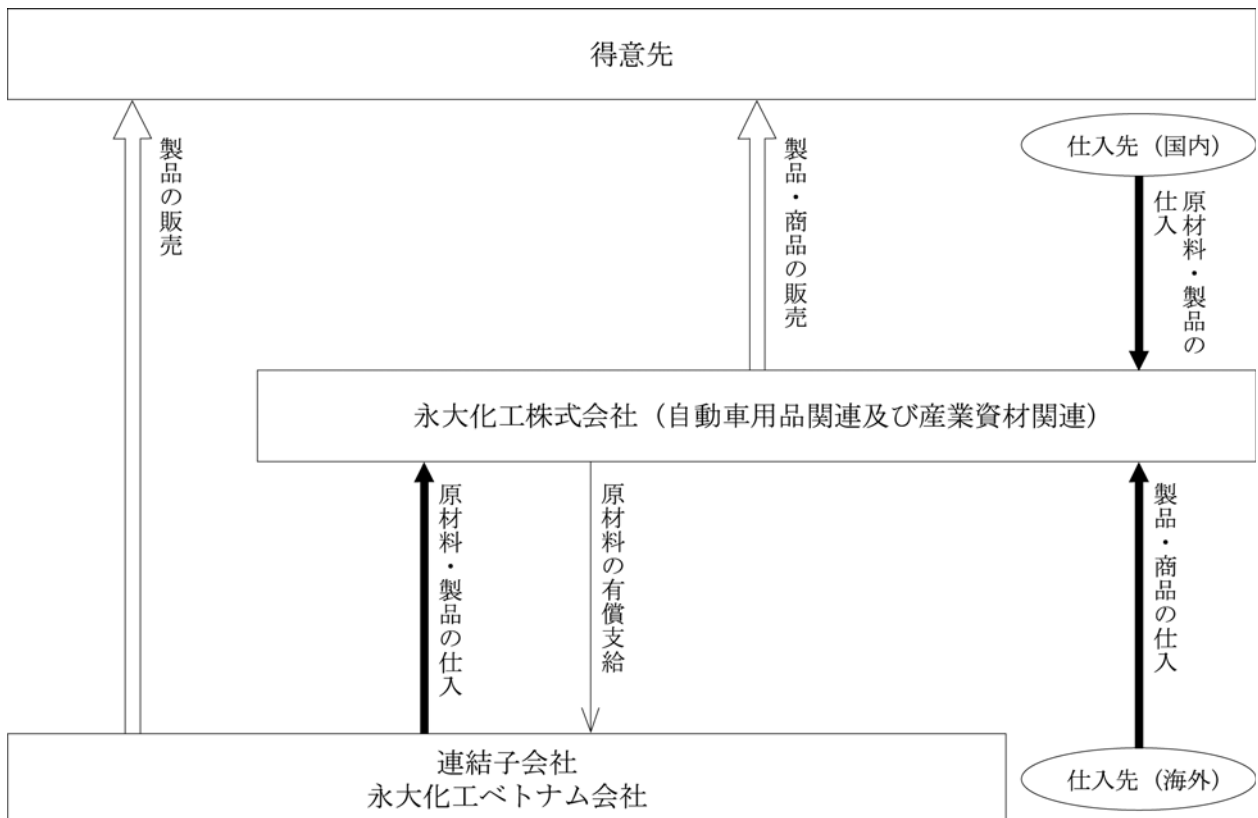 得意先
製品の販売
製品・商品の販売
仕入先（国内）
原材料・製品の
仕入
永大化工株式会社（自動車用品関連及び産業資材関連）
原材料・製品の仕入
原材料の有償支給
製品・商品の仕入
連結子会社
永大化工ベトナム会社
仕入先（海外）